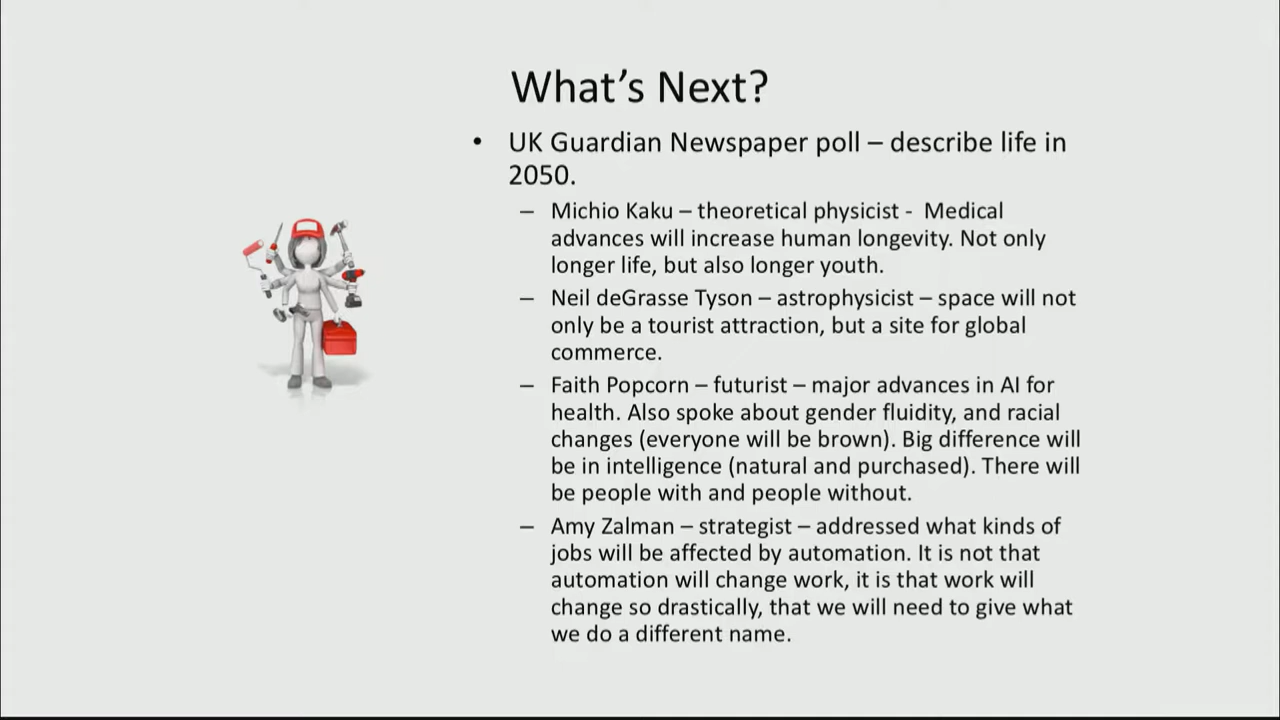 What’s Next?
• UK Guardian Newspaper poll – describe life in
2050.
– Michio Kaku – theoretical physicist - Medical
advances will increase human longevity. Not only
longer life, but also longer youth.
– Neil deGrasse Tyson – astrophysicist – space will not
only be a tourist attraction, but a site for global
commerce.
– Faith Popcorn – futurist – major advances in AI for
health. Also spoke about gender fluidity, and racial
changes (everyone will be brown). Big difference will
be in intelligence (natural and purchased). There will
be people with and people without.
– Amy Zalman – strategist – addressed what kinds of
jobs will be affected by automation. It is not that
automation will change work, it is that work will
change so drastically, that we will need to give what
we do a different name.